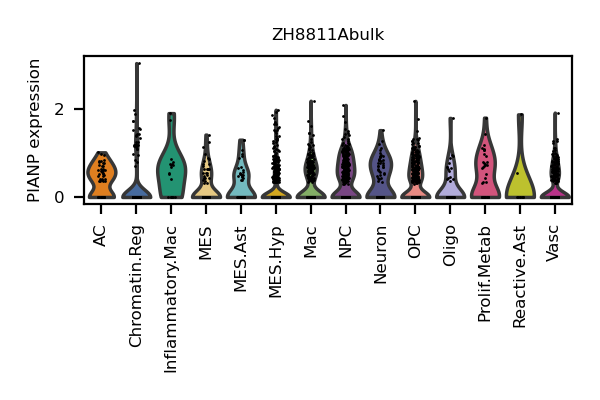 ZH8811Abulk
PIANP expression
2
0
AC
Chromatin.Reg
Inflammatory.Mac
MES
MES.Ast
MES.Hyp
Mac
NPC
Neuron
OPC
Oligo
Prolif.Metab
Reactive.Ast
Vasc